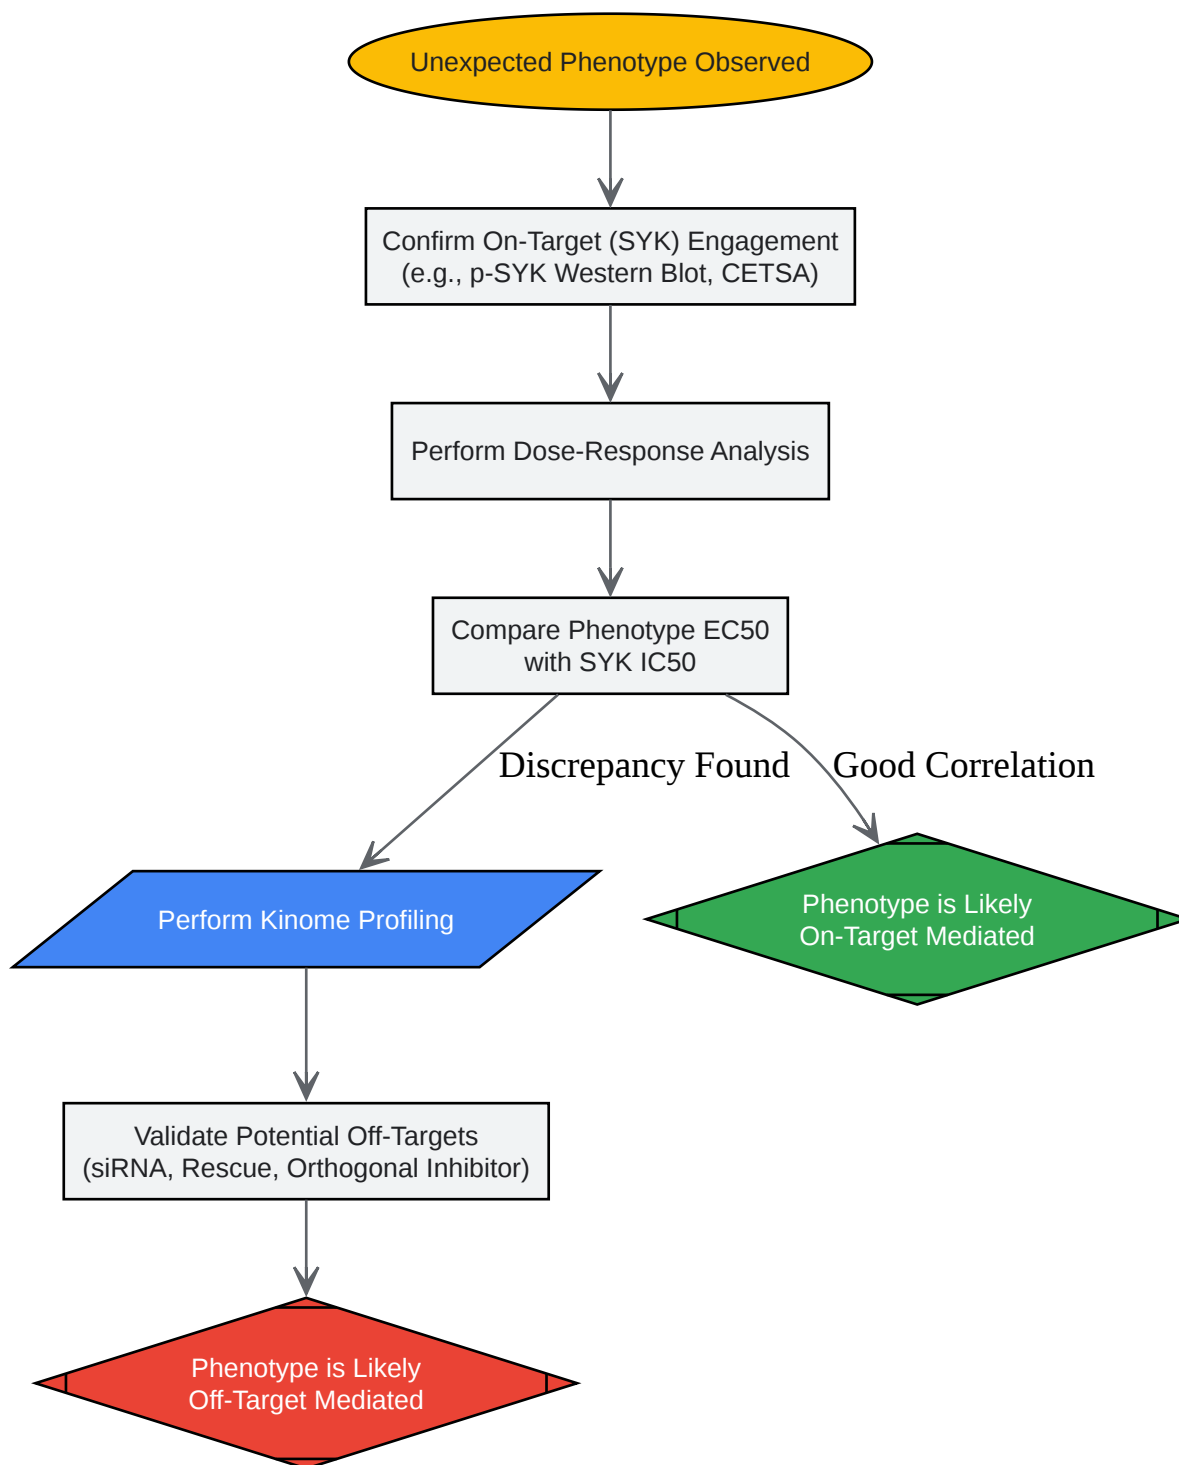 Unexpected Phenotype Observed
Confirm On-Target (SYK) Engagement
(e.g., p-SYK Western Blot, CETSA)
Perform Dose-Response Analysis
Compare Phenotype EC50
with SYK IC50
Discrepancy Found
Good Correlation
Perform Kinome Profiling
Phenotype is Likely
On-Target Mediated
Validate Potential Off-Targets
(siRNA, Rescue, Orthogonal Inhibitor)
Phenotype is Likely
Off-Target Mediated